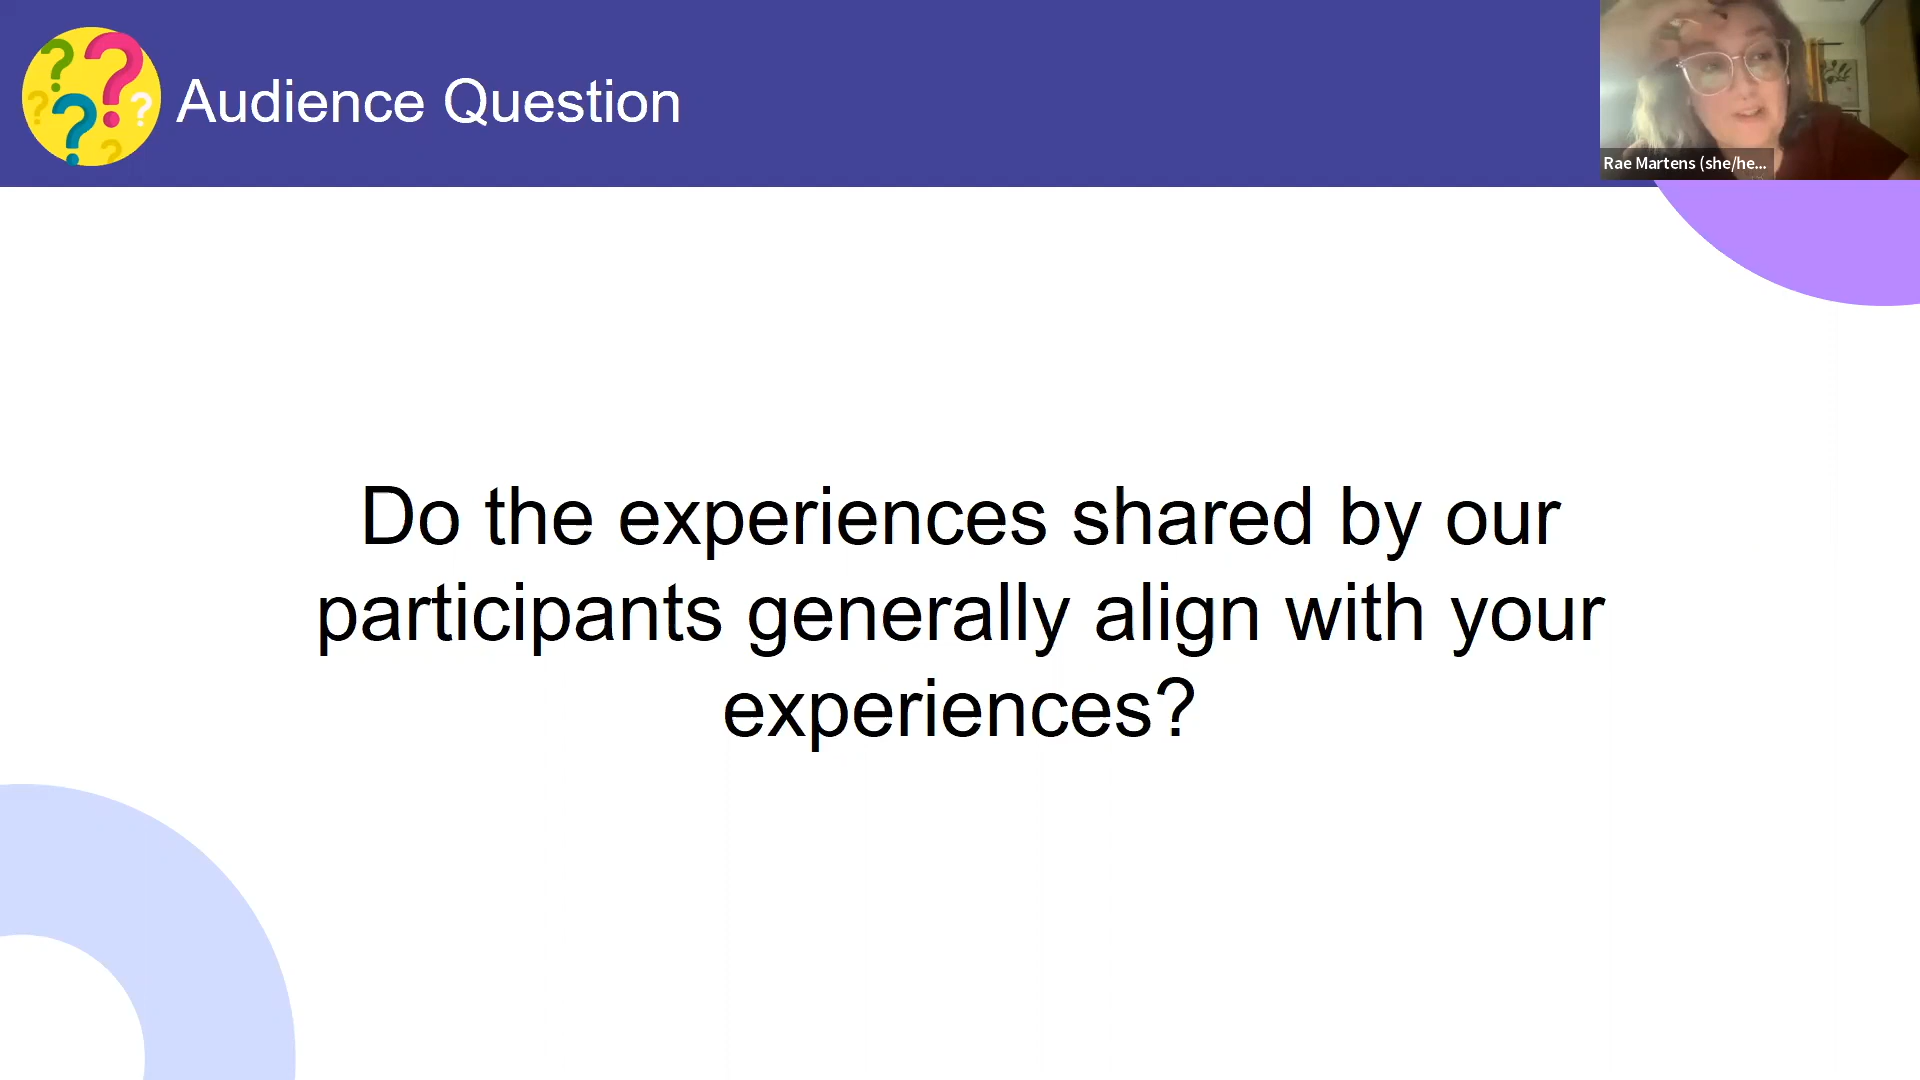 Audience Question
Rae Martens (she/he...
Do the experiences shared by our
participants generally align with your
experiences?